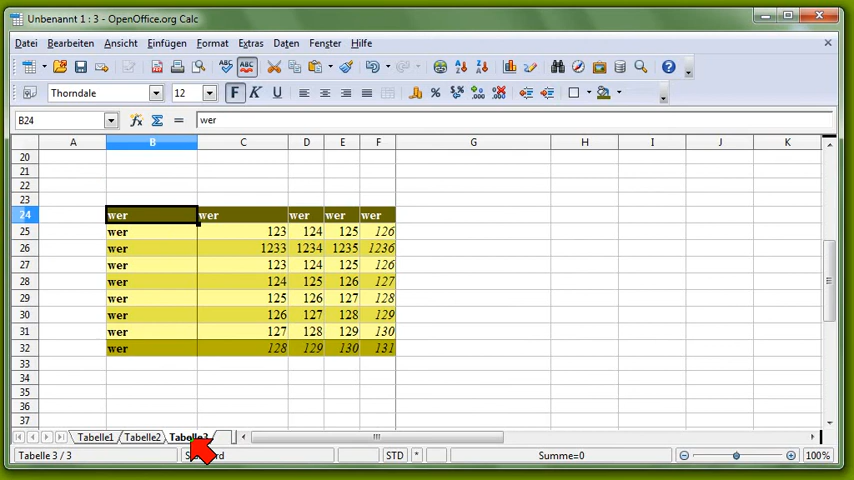 Unbenannt 1 : 3 - OpenOffice.org Calc
Datei Bearbeiten Ansicht Einfügen Format Extras Daten Fenster Hilfe
Thorndale 12 F K U
B24 wer
A B C D E F G H I J K
20
21
22
23
24 wer wer wer wer wer
25 wer 123 124 125 126
26 wer 1233 1234 1235 1236
27 wer 123 124 125 126
28 wer 124 125 126 127
29 wer 125 126 127 128
30 wer 126 127 128 129
31 wer 127 128 129 130
32 wer 128 129 130 131
33
34
35
36
37
Tabelle1 Tabelle2 Tabelle3
Tabelle 3 / 3 STD * Summe=0 100%